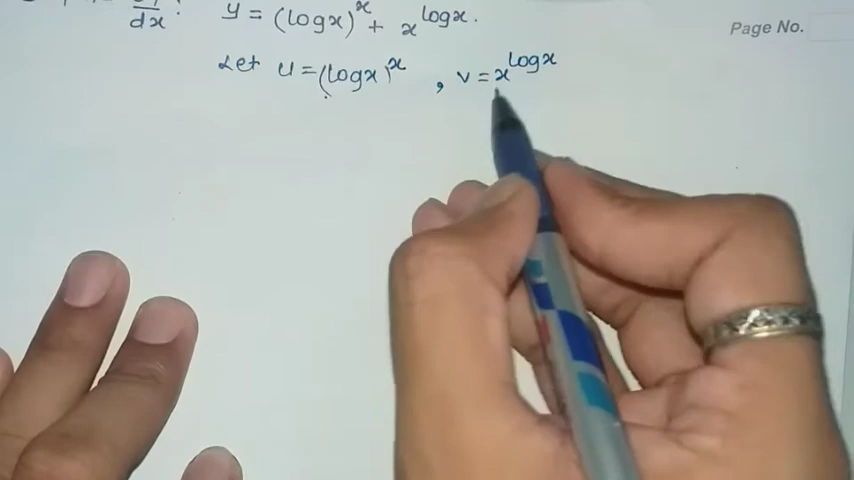 dx : y = (logx)^x + x^logx.
Page No.
Let u = (logx)^x , v = x^logx